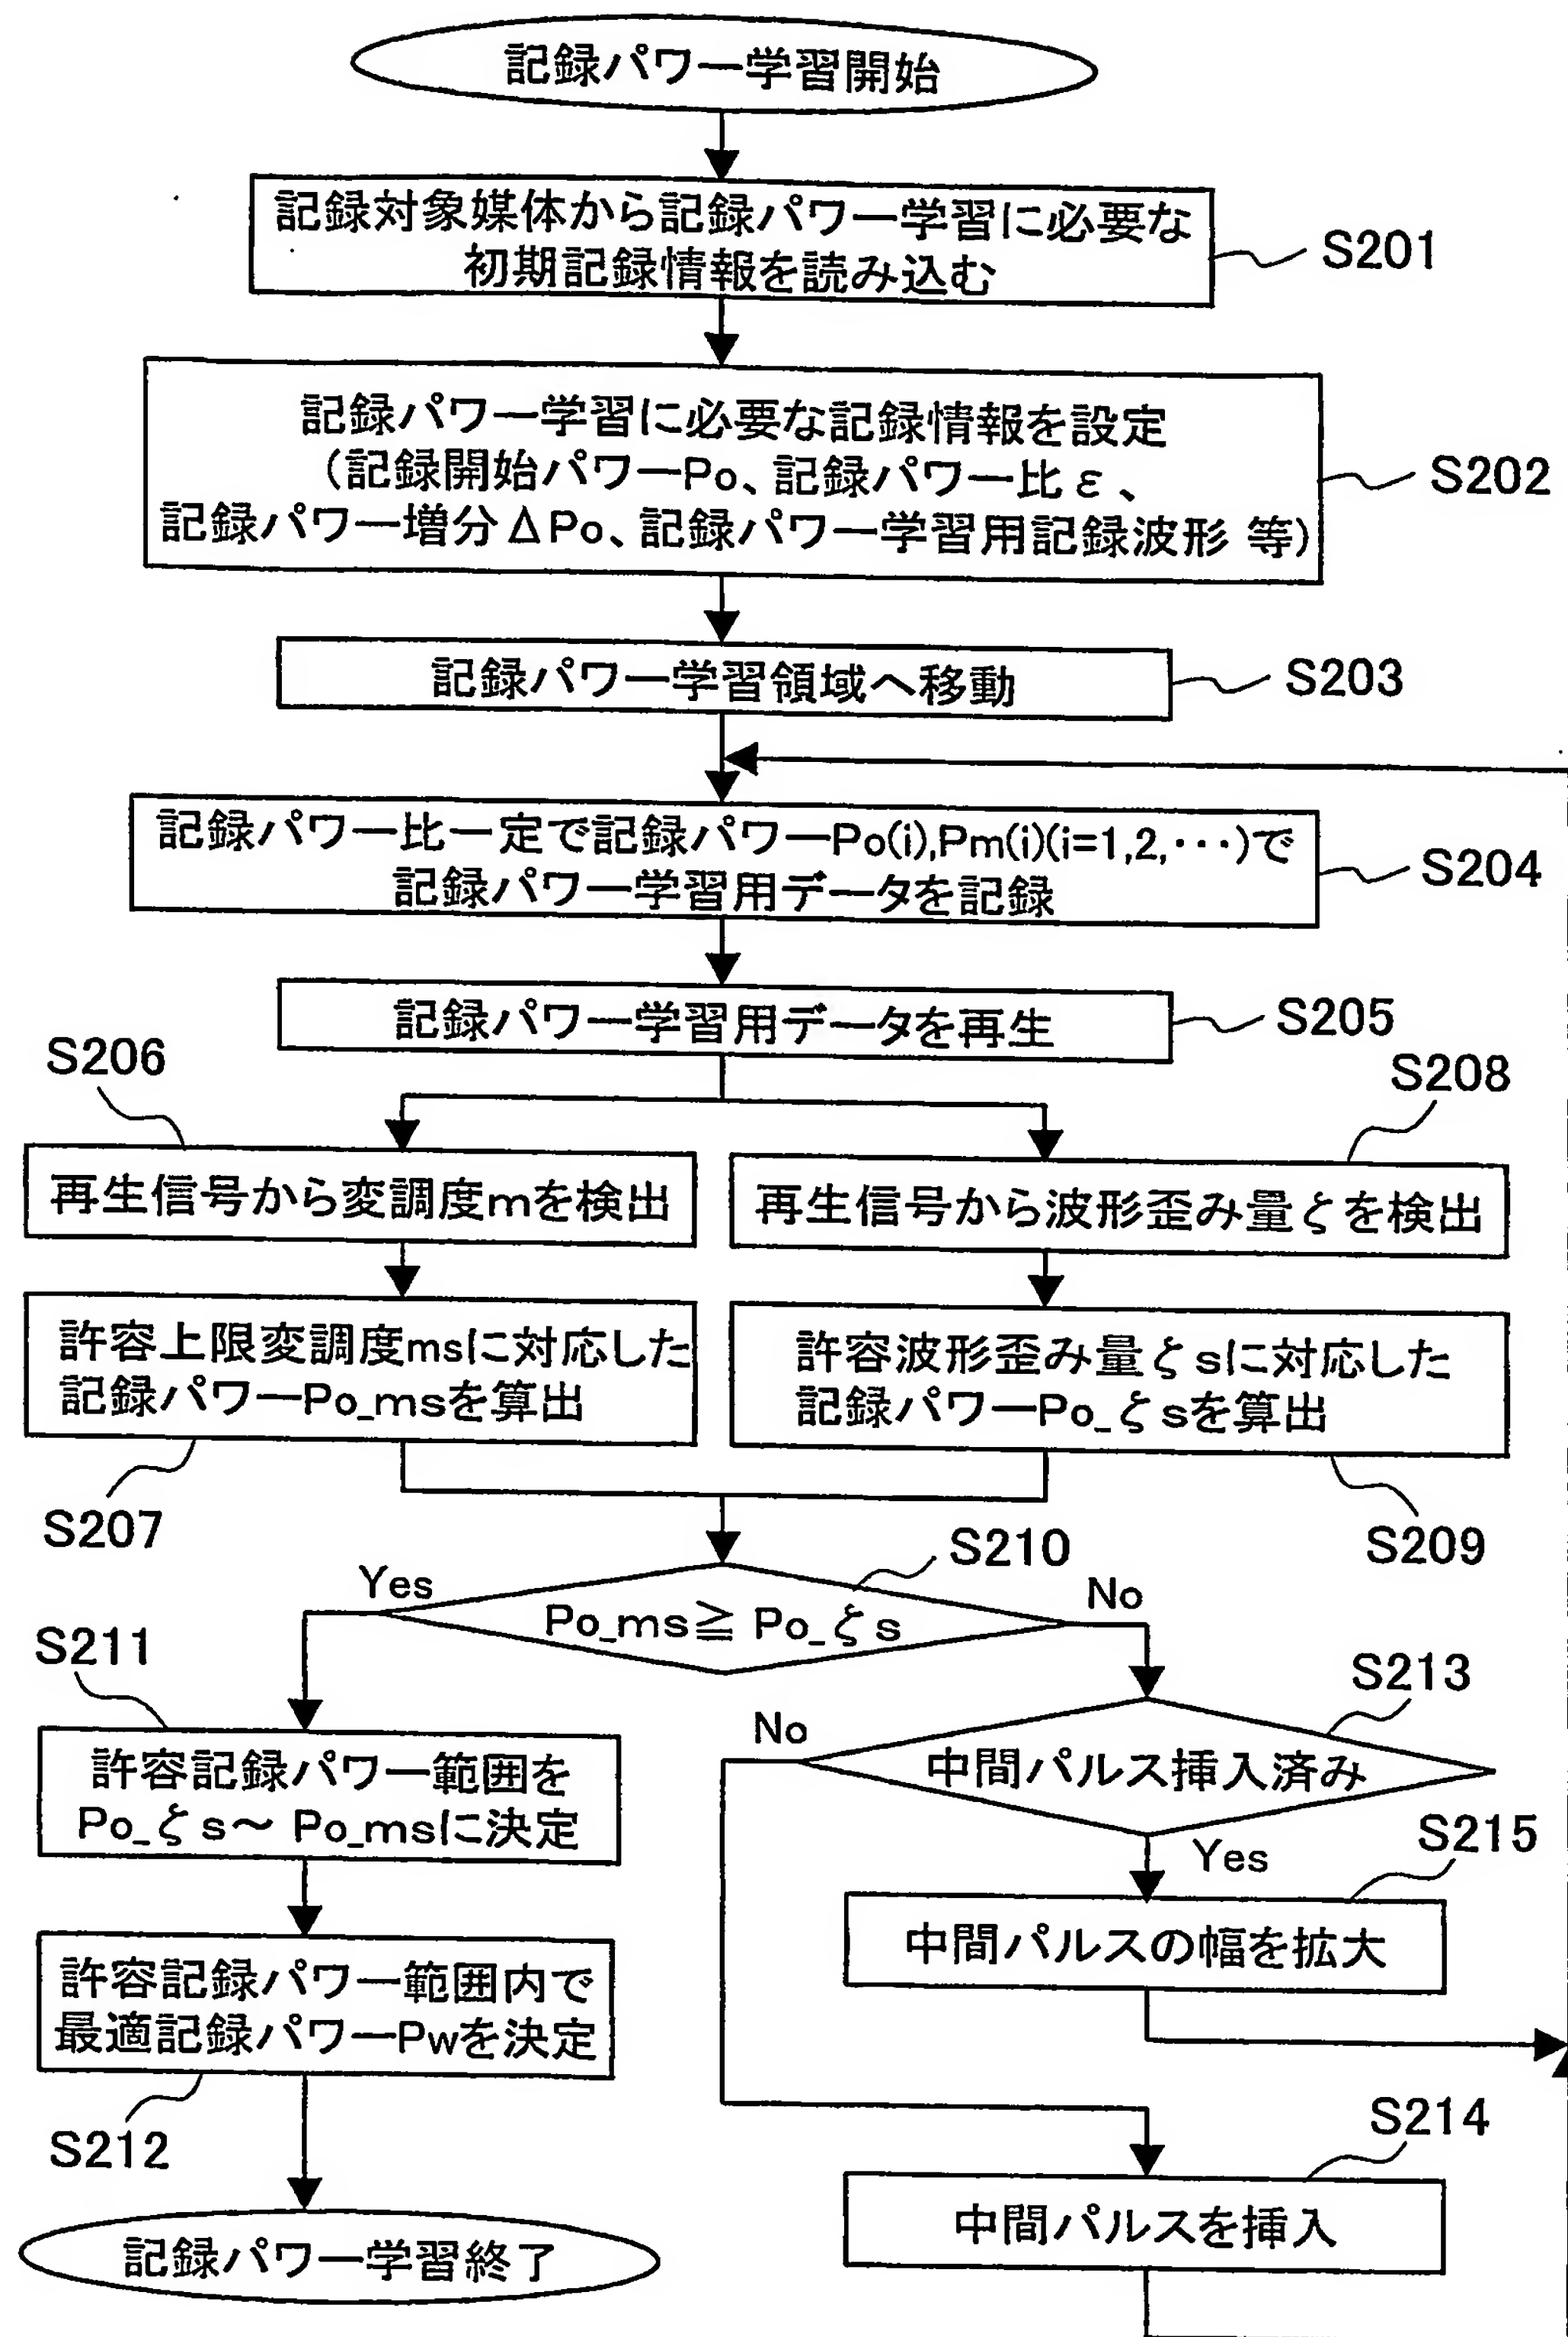 記録パワー学習開始
記録対象媒体から記録パワー学習に必要な
初期記録情報を読み込む
S201
記録パワー学習に必要な記録情報を設定
（記録開始パワーPo、記録パワー比ε、
記録パワー増分ΔPo、記録パワー学習用記録波形 等）
S202
記録パワー学習領域へ移動
S203
記録パワー比一定で記録パワーPo(i),Pm(i)(i=1,2,･･･)で
記録パワー学習用データを記録
S204
記録パワー学習用データを再生
S205
S206
S208
再生信号から変調度mを検出
再生信号から波形歪み量ζを検出
許容上限変調度msに対応した
記録パワーPo_msを算出
許容波形歪み量ζsに対応した
記録パワーPo_ζsを算出
S207
S209
S210
Yes
Po_ms≧Po_ζs
No
S211
S213
許容記録パワー範囲を
Po_ζs～Po_msに決定
No
中間パルス挿入済み
Yes
S215
中間パルスの幅を拡大
許容記録パワー範囲内で
最適記録パワーPwを決定
S212
S214
中間パルスを挿入
記録パワー学習終了